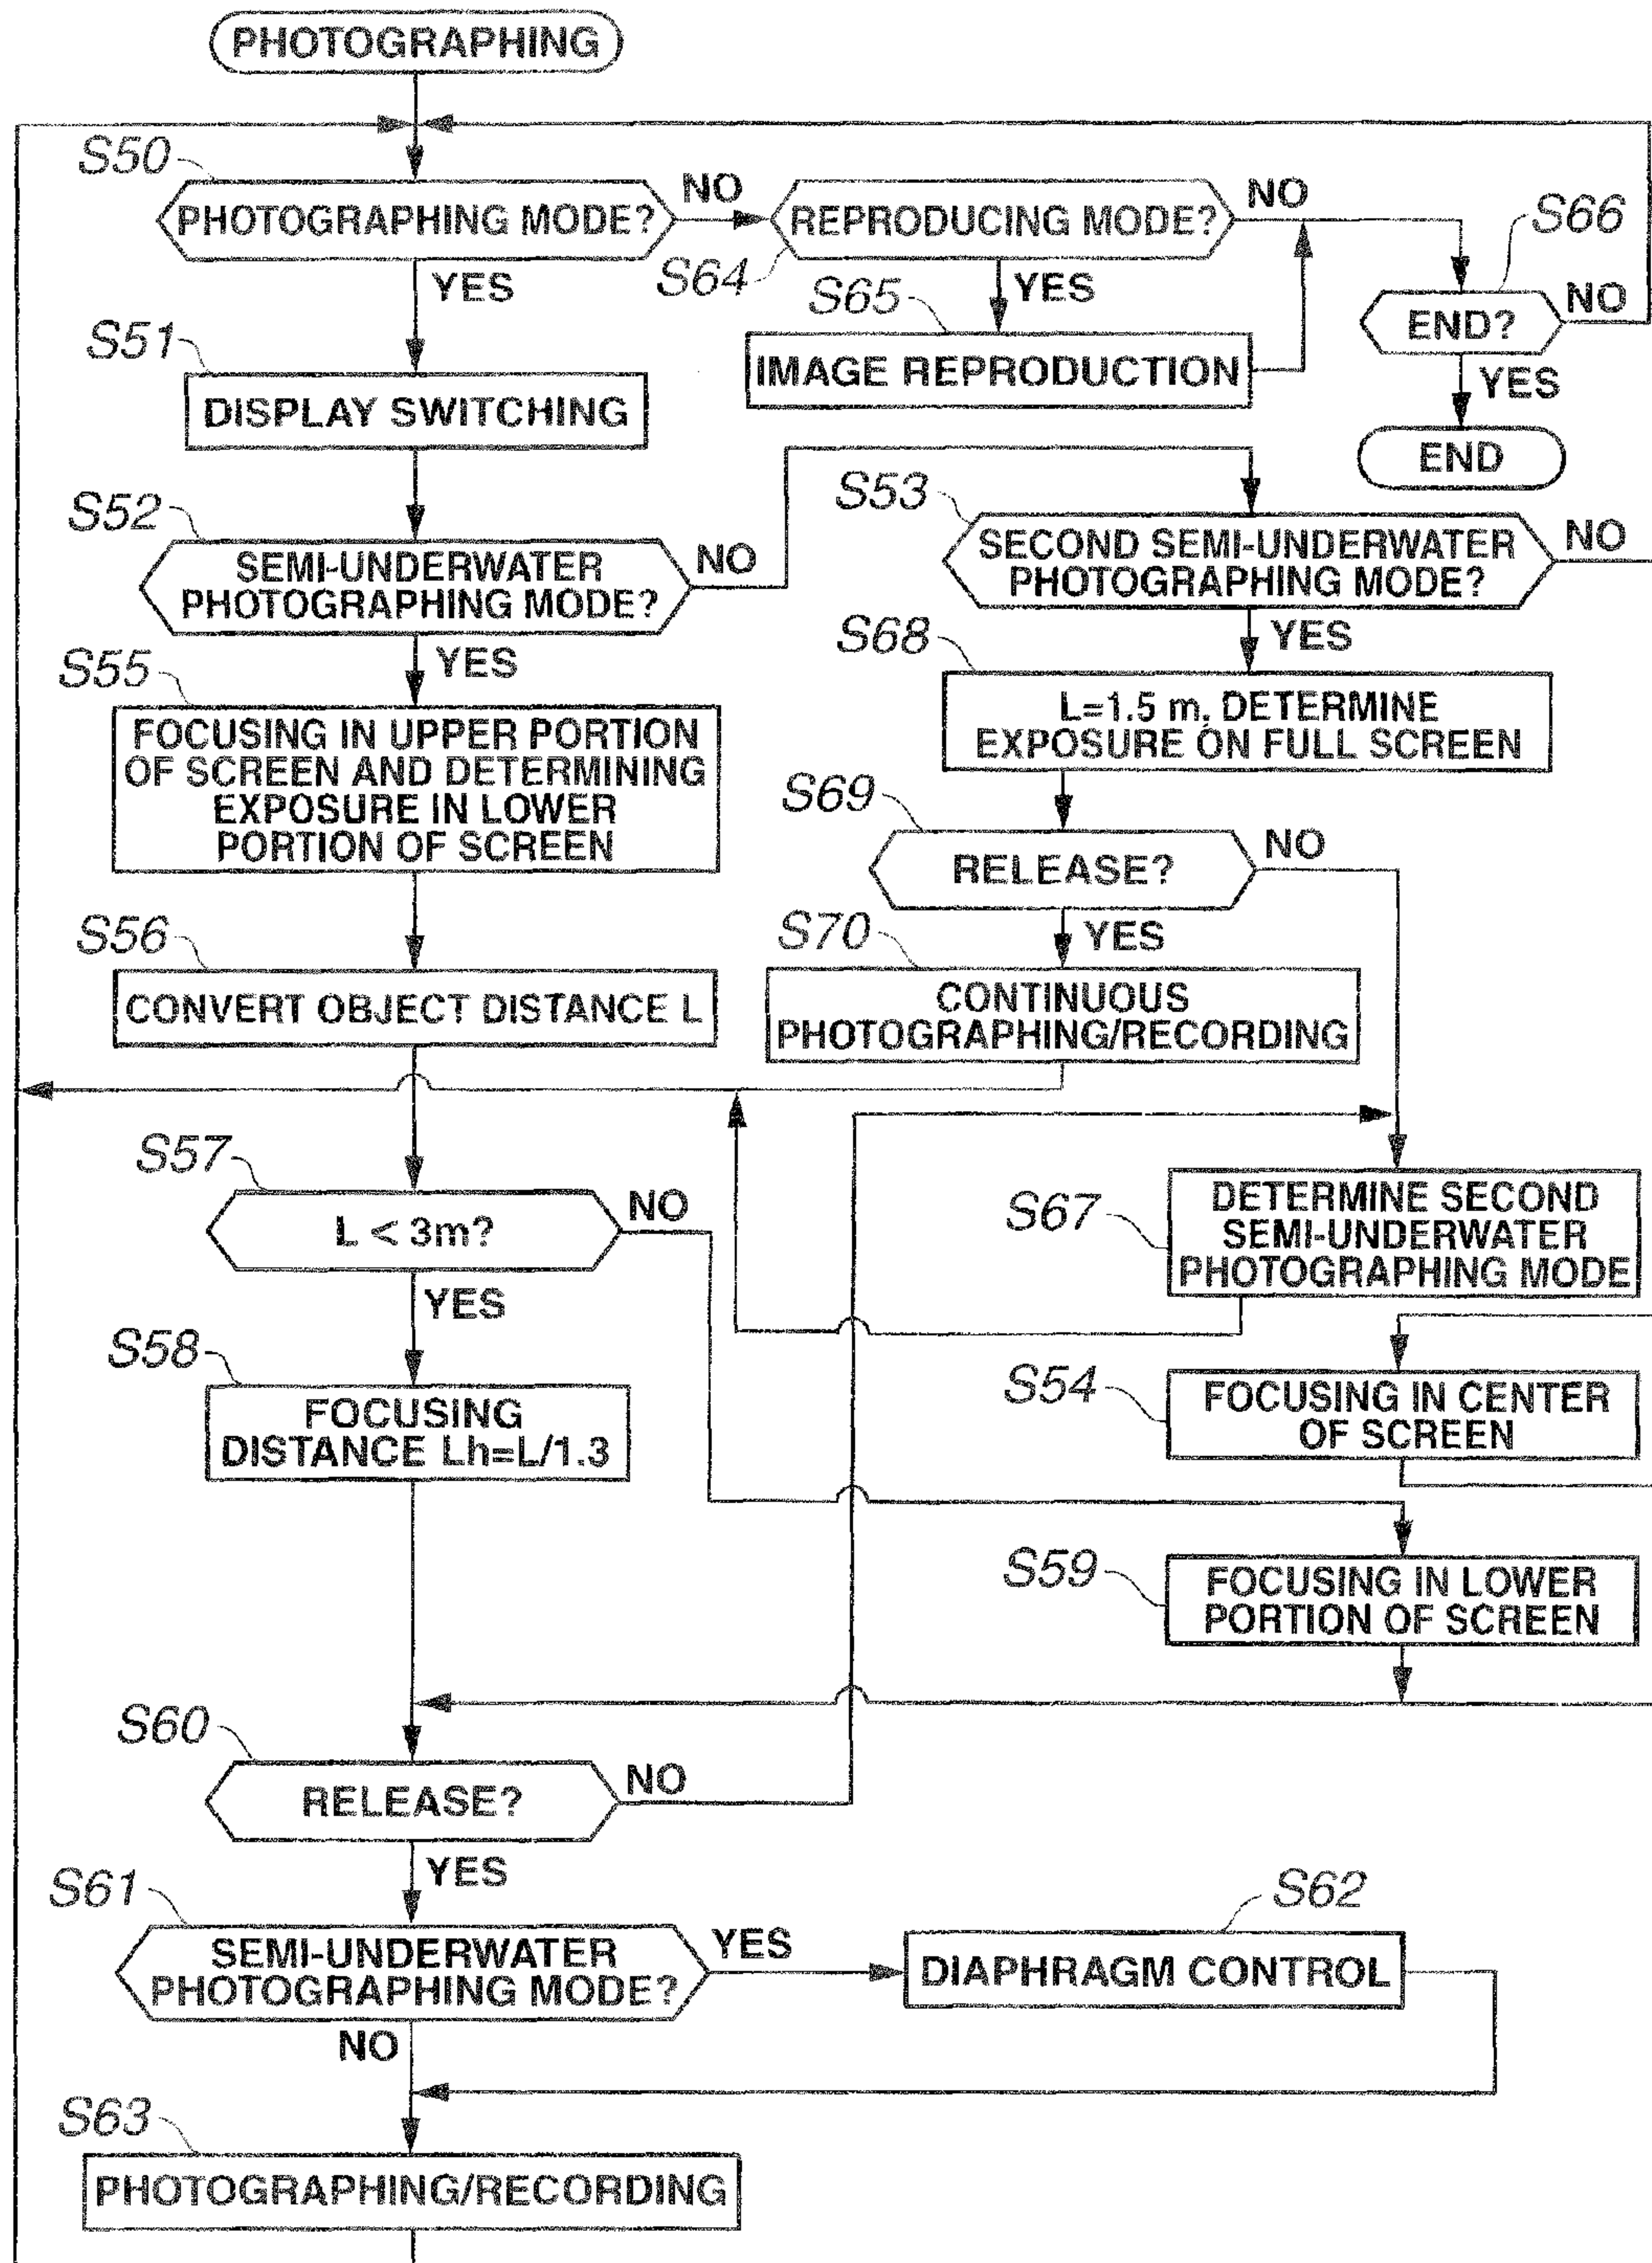 PHOTOGRAPHING
S50
PHOTOGRAPHING MODE?
NO
S64
REPRODUCING MODE?
NO
S66
YES
S65
YES
IMAGE REPRODUCTION
END?
NO
YES
END
S51
DISPLAY SWITCHING
S52
SEMI-UNDERWATER
PHOTOGRAPHING MODE?
NO
YES
S53
SECOND SEMI-UNDERWATER
PHOTOGRAPHING MODE?
NO
YES
S55
FOCUSING IN UPPER PORTION
OF SCREEN AND DETERMINING
EXPOSURE IN LOWER
PORTION OF SCREEN
S68
L=1.5 m, DETERMINE
EXPOSURE ON FULL SCREEN
S69
RELEASE?
NO
YES
S56
CONVERT OBJECT DISTANCE L
S70
CONTINUOUS
PHOTOGRAPHING/RECORDING
S57
L < 3m?
NO
YES
S67
DETERMINE SECOND
SEMI-UNDERWATER
PHOTOGRAPHING MODE
S58
FOCUSING
DISTANCE Lh=L/1.3
S54
FOCUSING IN CENTER
OF SCREEN
S59
FOCUSING IN LOWER
PORTION OF SCREEN
S60
RELEASE?
NO
YES
S61
SEMI-UNDERWATER
PHOTOGRAPHING MODE?
YES
NO
S62
DIAPHRAGM CONTROL
S63
PHOTOGRAPHING/RECORDING